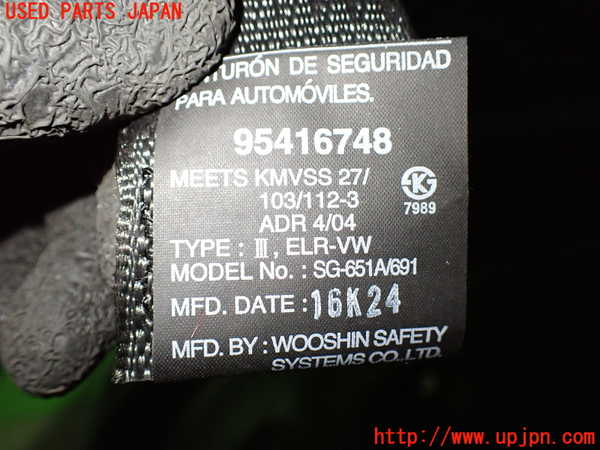 USED PARTS JAPAN
DE SEGURIDAD
PARA AUTOMÓVILES.
95416748
MEETS KMVSS 27/
103/112-3
ADR 4/04
K
7989
TYPE : Ⅲ, ELR-VW
MODEL No. : SG-651A/691
MFD. DATE : 16K24
MFD. BY : WOOSHIN SAFETY
SYSTEMS CO., LTD.
http://www.upjpn.com